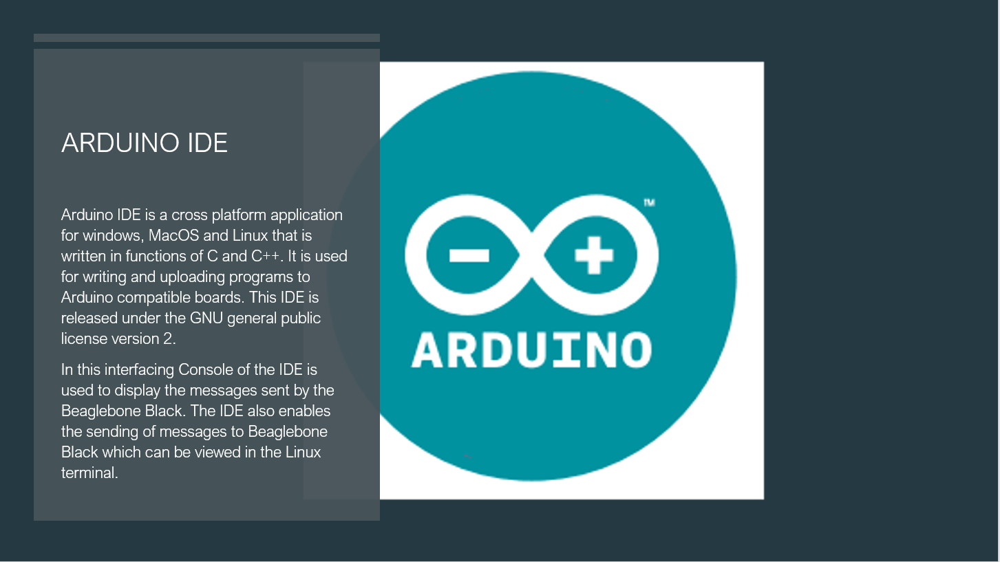 ARDUINO IDE
Arduino IDE is a cross platform application
for windows, MacOS and Linux that is
written in functions of C and C++. It is used
for writing and uploading programs to
Arduino compatible boards. This IDE is
released under the GNU general public
license version 2.
In this interfacing Console of the IDE is
used to display the messages sent by the
Beaglebone Black. The IDE also enables
the sending of messages to Beaglebone
Black which can be viewed in the Linux
terminal.
TM
ARDUINO